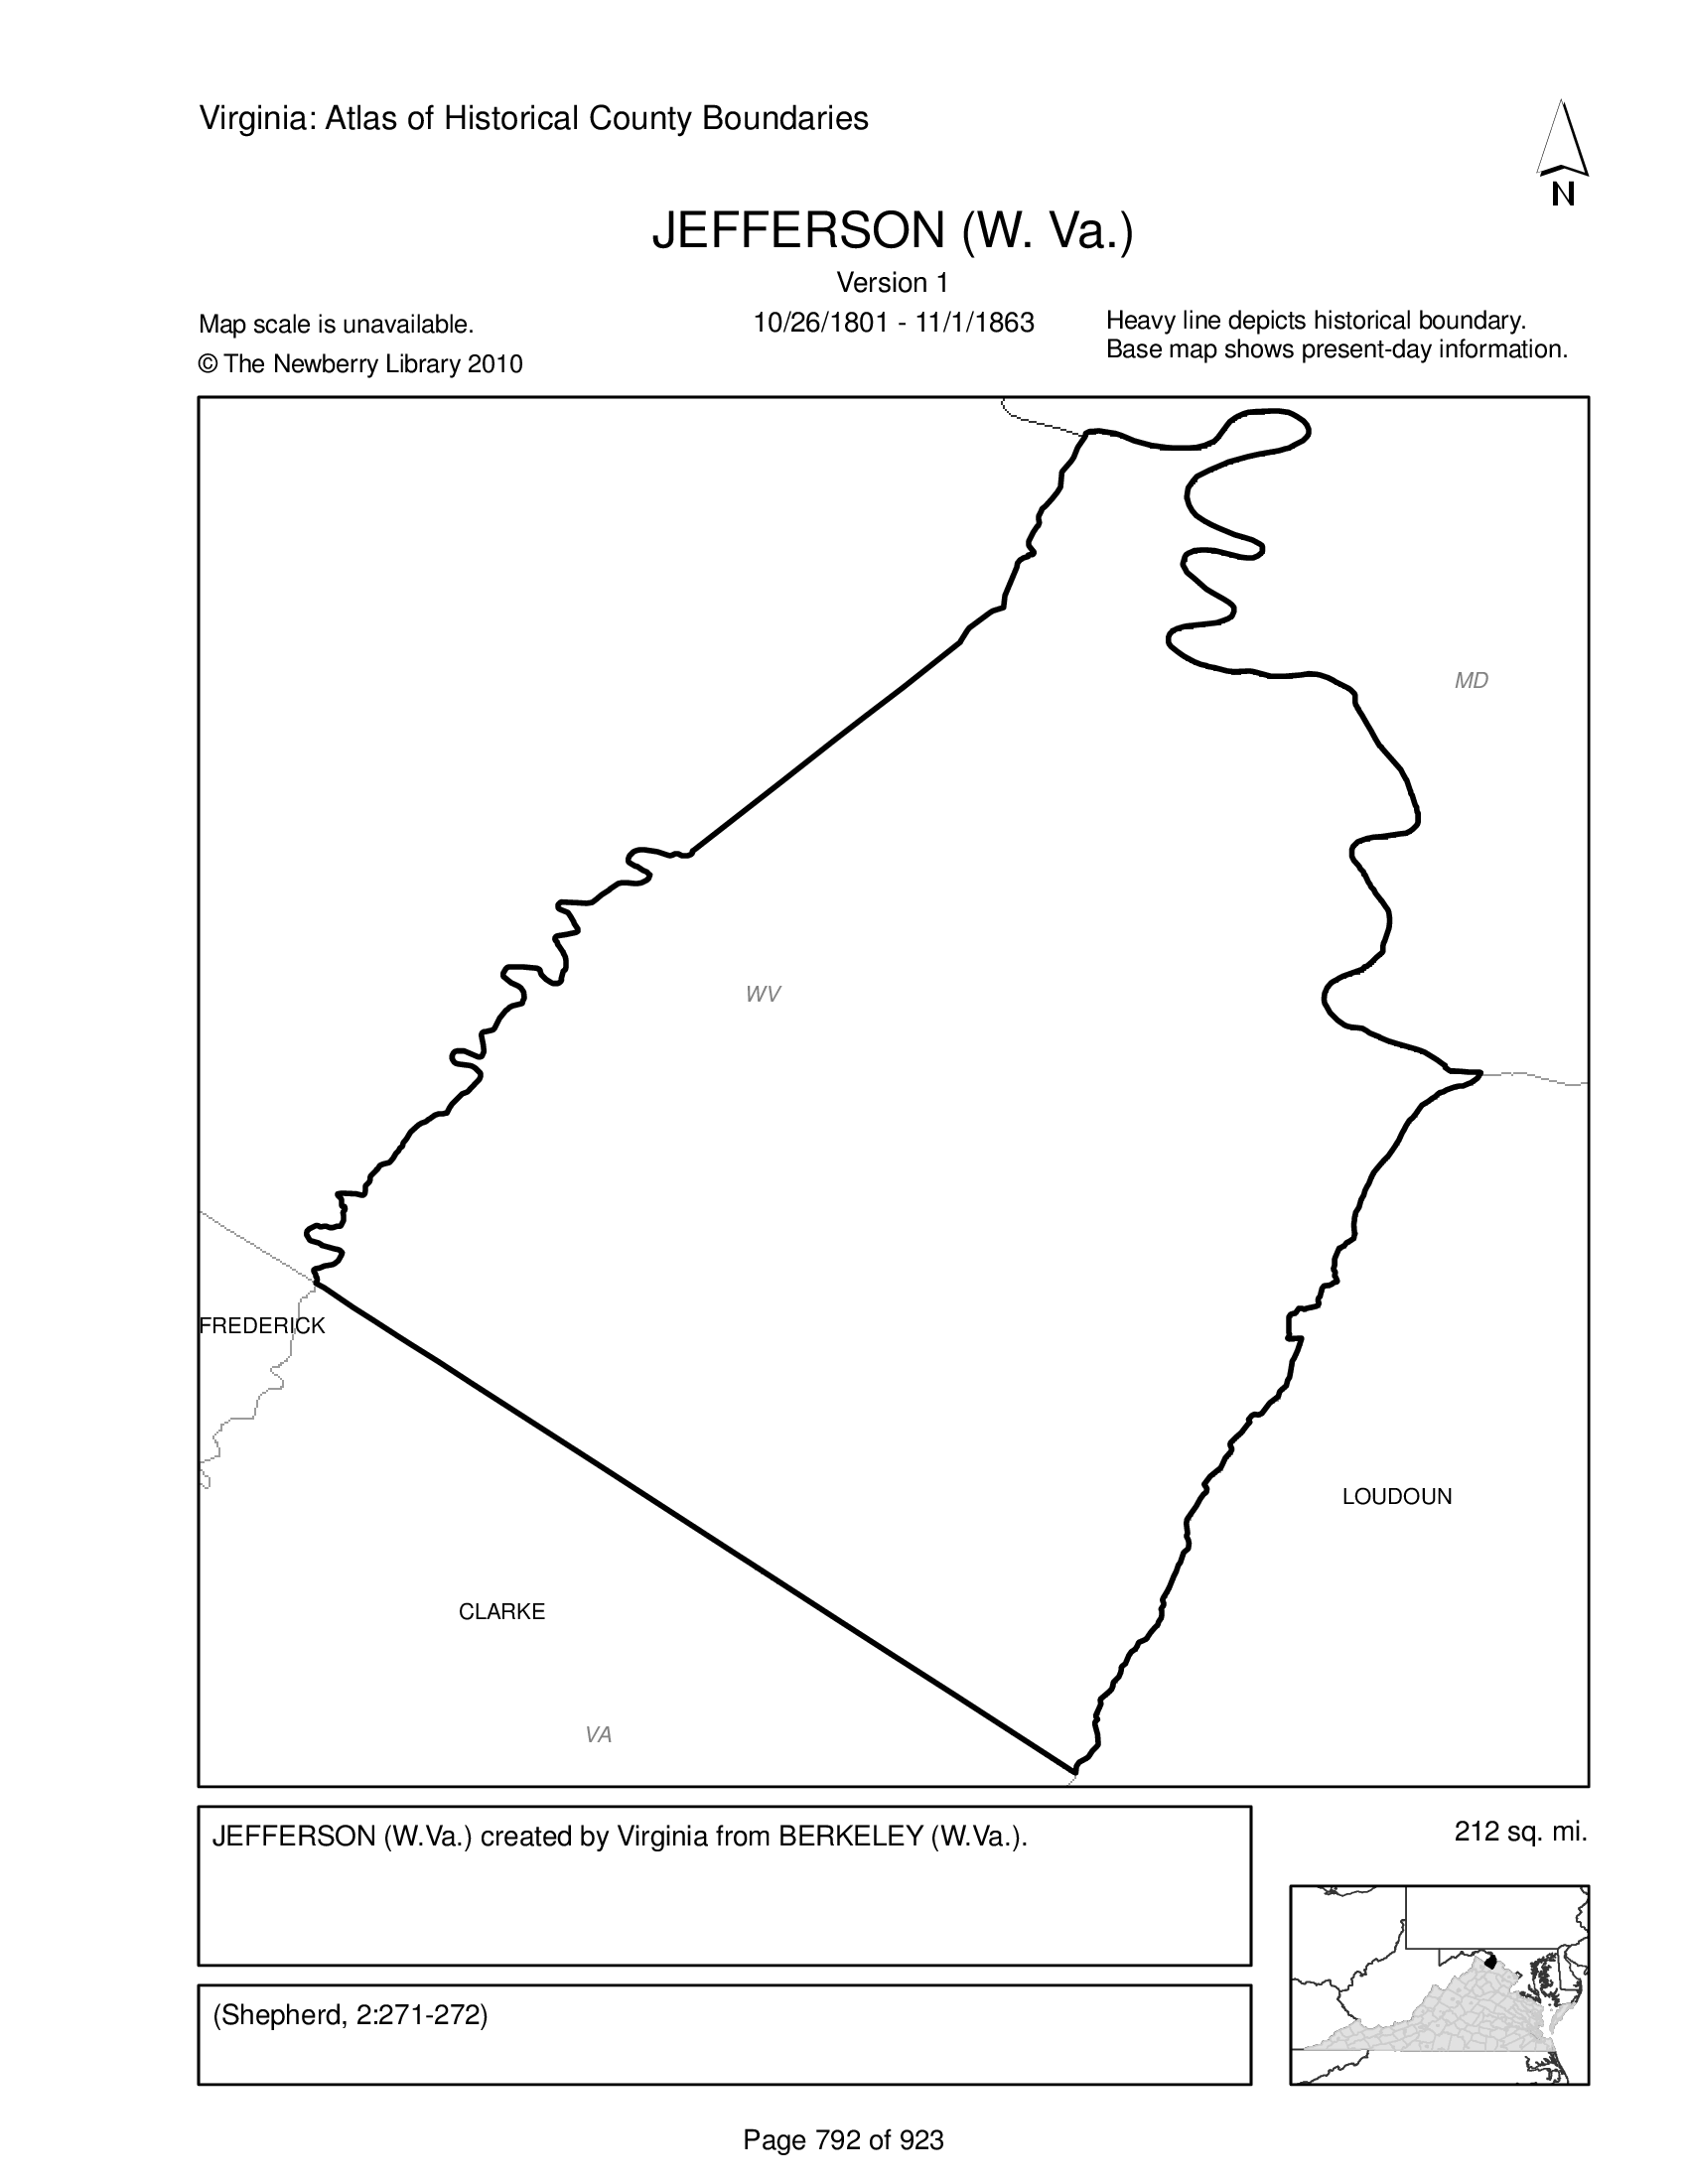 Virginia: Atlas of Historical County Boundaries
N
JEFFERSON (W. Va.)
Version 1
Map scale is unavailable.
10/26/1801 - 11/1/1863
Heavy line depicts historical boundary.
Base map shows present-day information.
© The Newberry Library 2010
MD
WV
FREDERICK
LOUDOUN
CLARKE
VA
JEFFERSON (W.Va.) created by Virginia from BERKELEY (W.Va.).
212 sq. mi.
(Shepherd, 2:271-272)
Page 792 of 923